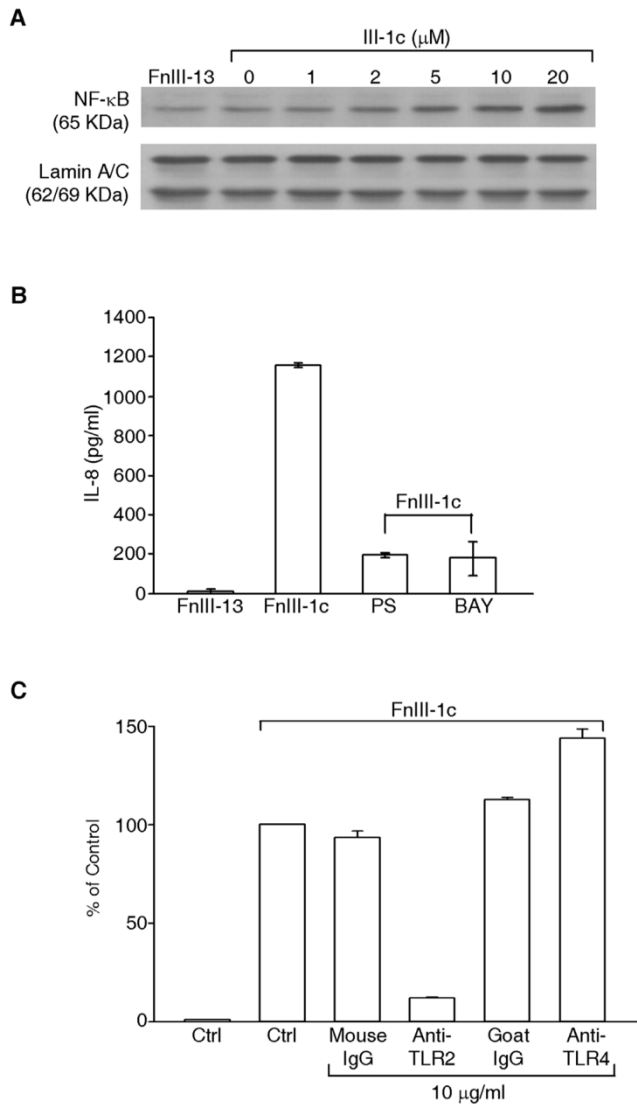 A
III-1c (μM)
FnIII-13 0 1 2 5 10 20
NF-κB
(65 KDa)
Lamin A/C
(62/69 KDa)
B
1400
1200
1000
800
600
400
200
0
IL-8 (pg/ml)
FnIII-1c
FnIII-13 FnIII-1c PS BAY
C
FnIII-1c
150
100
50
0
% of Control
Ctrl Ctrl Mouse Anti- Goat Anti-
IgG TLR2 IgG TLR4
10 μg/ml